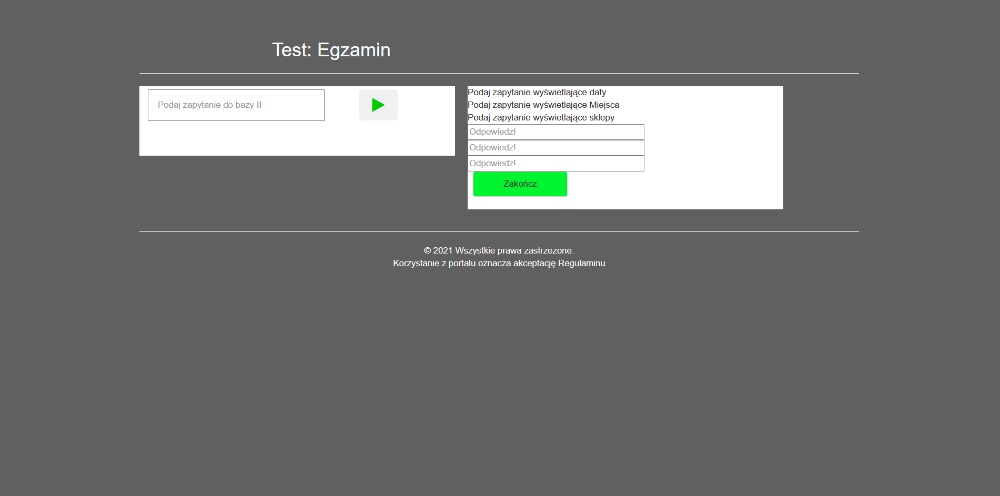 Test: Egzamin
Podaj zapytanie do bazy !!
Podaj zapytanie wyświetlające daty
Podaj zapytanie wyświetlające Miejsca
Podaj zapytanie wyświetlające sklepy
Odpowiedz!
Odpowiedz!
Odpowiedz!
Zakończ
© 2021 Wszystkie prawa zastrzeżone.
Korzystanie z portalu oznacza akceptację Regulaminu